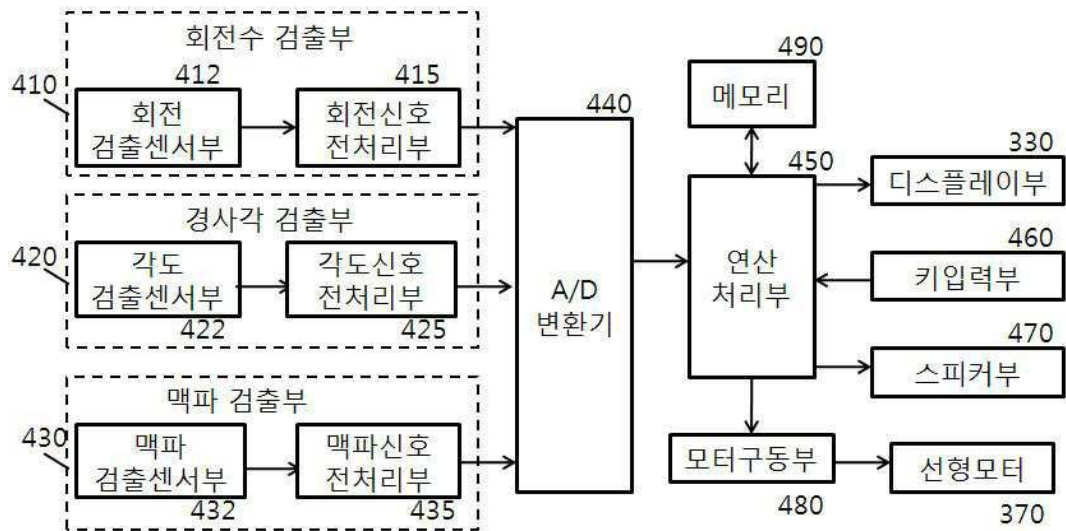 회전수 검출부
410
412
415
회전
검출센서부
회전신호
전처리부
경사각 검출부
420
각도
검출센서부
각도신호
전처리부
422
425
맥파 검출부
430
맥파
검출센서부
맥파신호
전처리부
432
435
440
A/D
변환기
490
메모리
450
연산
처리부
330
디스플레이부
460
키입력부
470
스피커부
모터구동부
480
선형모터
370